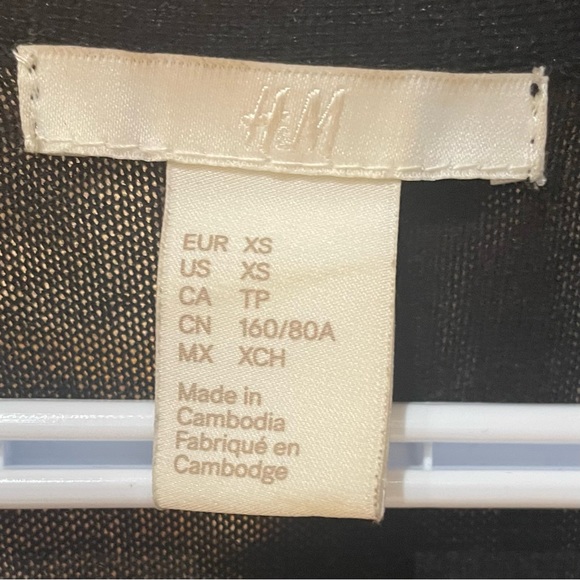 H&M
EUR XS
US XS
CA TP
CN 160/80A
MX XCH
Made in
Cambodia
Fabriqué en
Cambodge